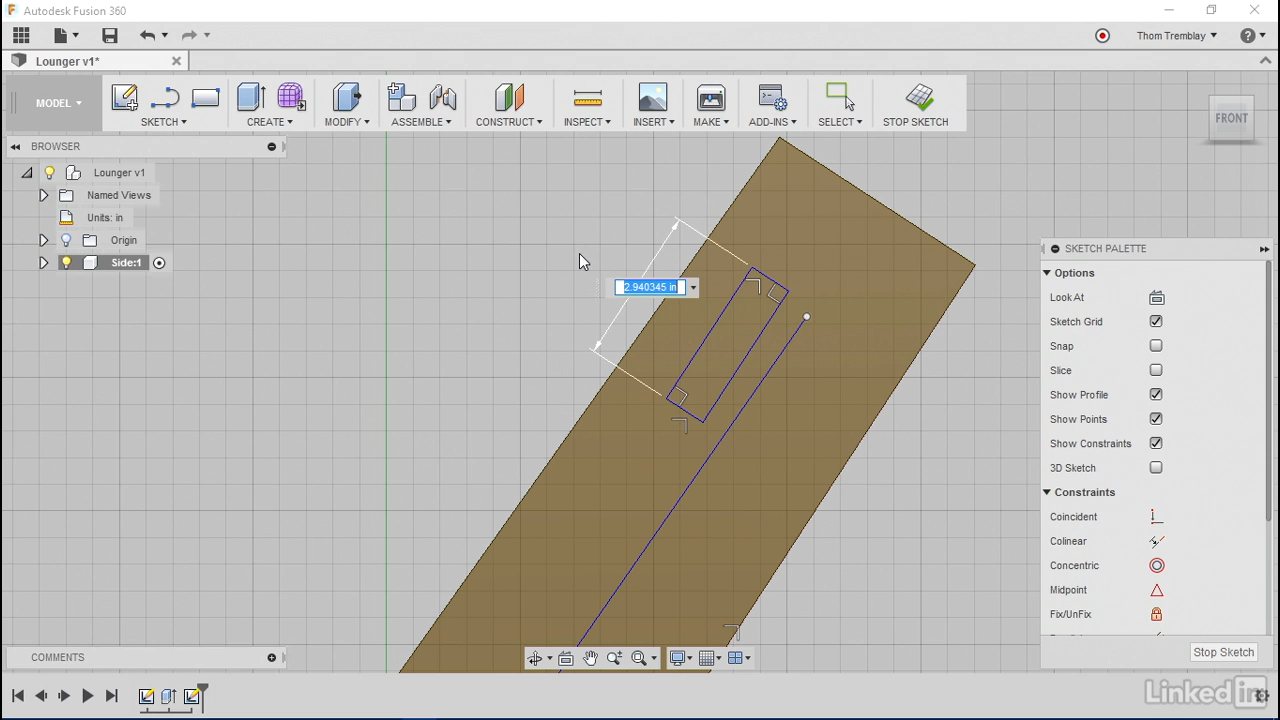 Autodesk Fusion 360
Thom Tremblay
Lounger v1*
MODEL
SKETCH
CREATE
MODIFY
ASSEMBLE
CONSTRUCT
INSPECT
INSERT
MAKE
ADD-INS
SELECT
STOP SKETCH
FRONT
BROWSER
Lounger v1
Named Views
Units: in
Origin
Side:1
2.940345 in
SKETCH PALETTE
Options
Look At
Sketch Grid
Snap
Slice
Show Profile
Show Points
Show Constraints
3D Sketch
Constraints
Coincident
Colinear
Concentric
Midpoint
Fix/UnFix
Stop Sketch
COMMENTS
Linked in